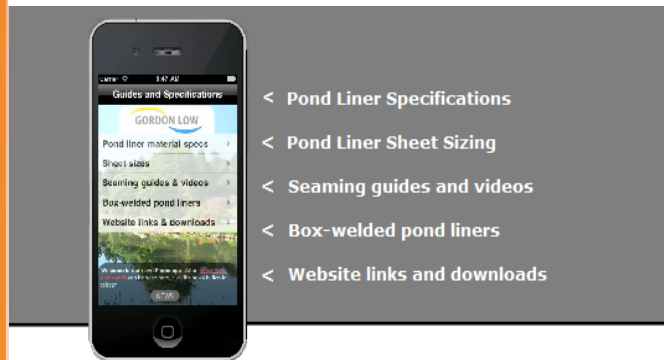 Carrier 9:47 AM
Guides and Specifications
GORDON LOW
Pond liner material specs >
Sheet sizes >
Seaming guides & videos >
Box-welded pond liners >
Website links & downloads >
NEWS
< Pond Liner Specifications
< Pond Liner Sheet Sizing
< Seaming guides and videos
< Box-welded pond liners
< Website links and downloads